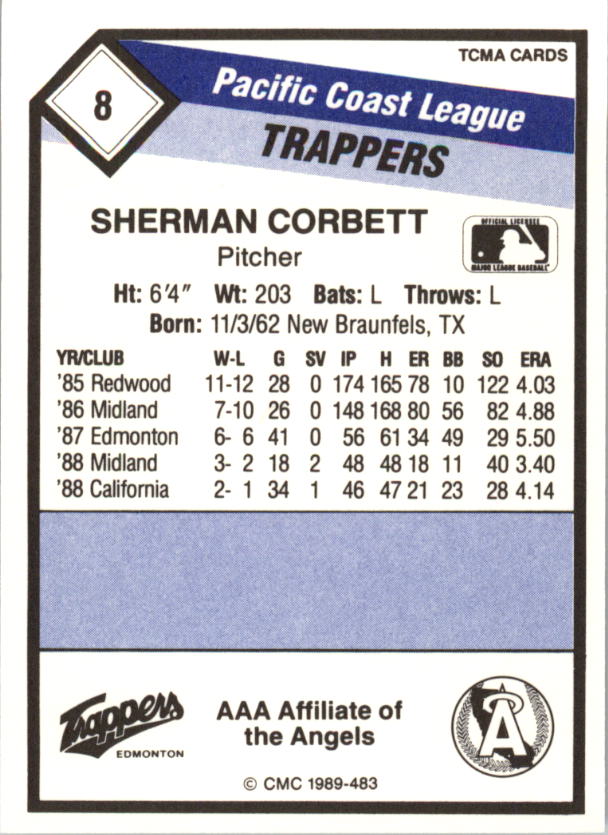 TCMA CARDS
8
Pacific Coast League
TRAPPERS
SHERMAN CORBETT
Pitcher
OFFICIAL LICENSEE
MAJOR LEAGUE BASEBALL
Ht: 6'4" Wt: 203 Bats: L Throws: L
Born: 11/3/62 New Braunfels, TX
YR/CLUB W-L G SV IP H ER BB SO ERA
'85 Redwood 11-12 28 0 174 165 78 10 122 4.03
'86 Midland 7-10 26 0 148 168 80 56 82 4.88
'87 Edmonton 6- 6 41 0 56 61 34 49 29 5.50
'88 Midland 3- 2 18 2 48 48 18 11 40 3.40
'88 California 2- 1 34 1 46 47 21 23 28 4.14
Trappers
EDMONTON
AAA Affiliate of
the Angels
A
© CMC 1989-483